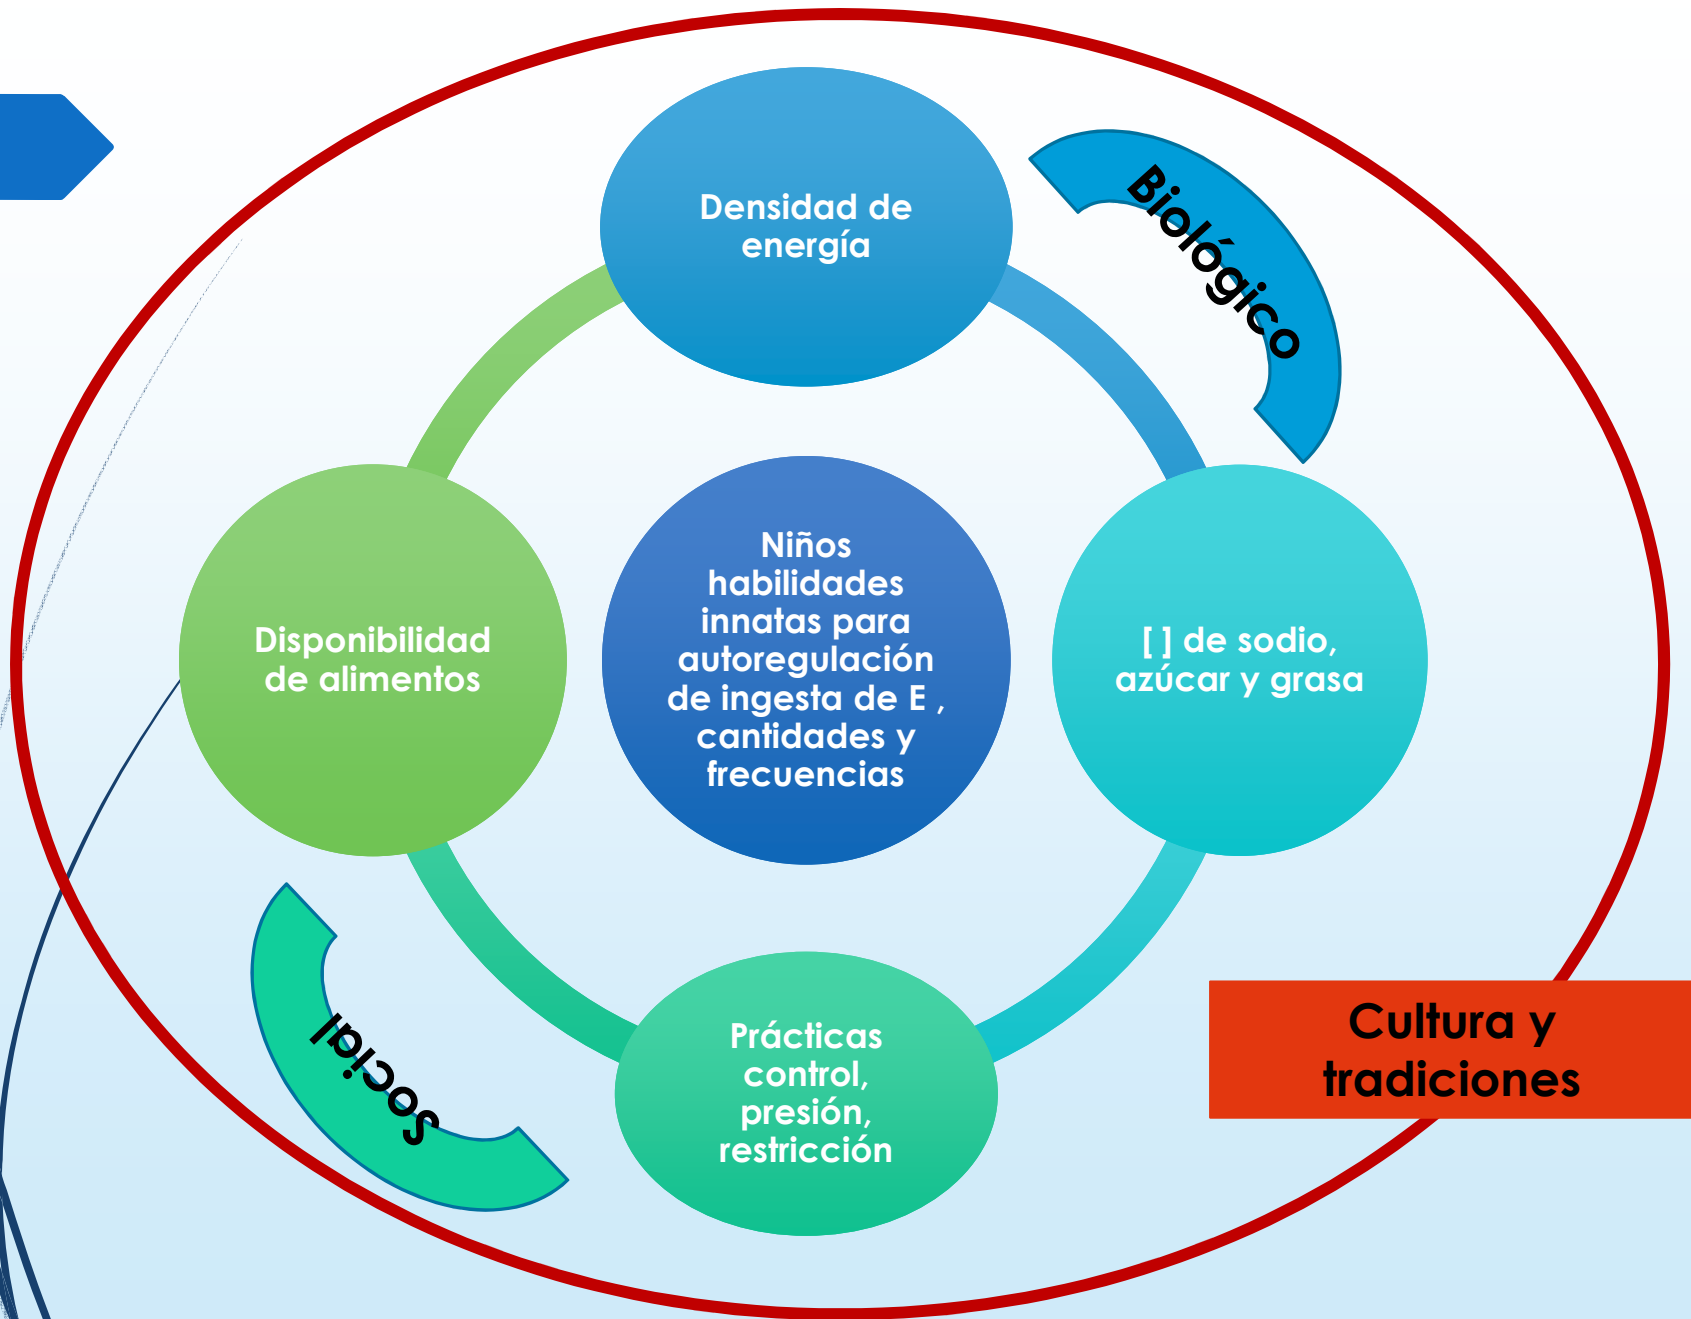 Densidad de
energía
Biológico
Disponibilidad
de alimentos
Niños
habilidades
innatas para
autoregulación
de ingesta de E ,
cantidades y
frecuencias
[ ] de sodio,
azúcar y grasa
Social
Prácticas
control,
presión,
restricción
Cultura y
tradiciones